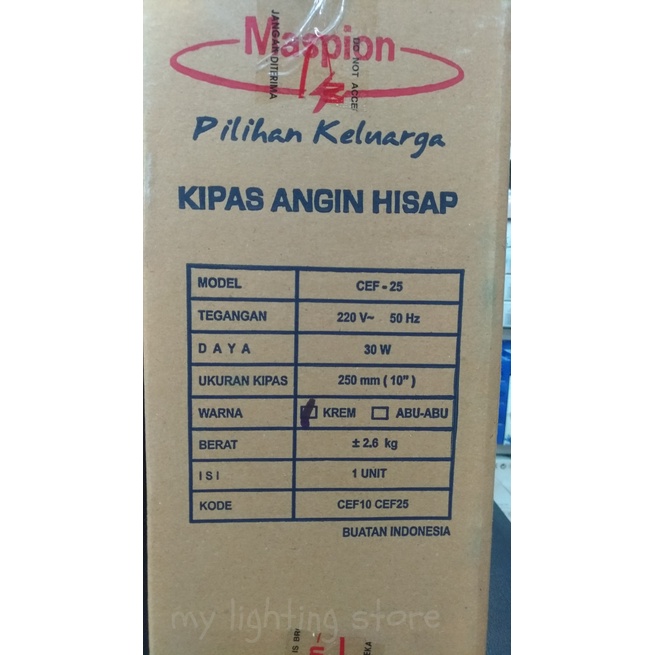 Maspion
JANGAN DITERIMA
DO NOT ACCE
Pilihan Keluarga
KIPAS ANGIN HISAP
MODEL CEF - 25
TEGANGAN 220 V~ 50 Hz
D A Y A 30 W
UKURAN KIPAS 250 mm ( 10" )
WARNA KREM ABU-ABU
BERAT ± 2.6 kg
I S I 1 UNIT
KODE CEF10 CEF25
BUATAN INDONESIA
my lighting store
IS BR